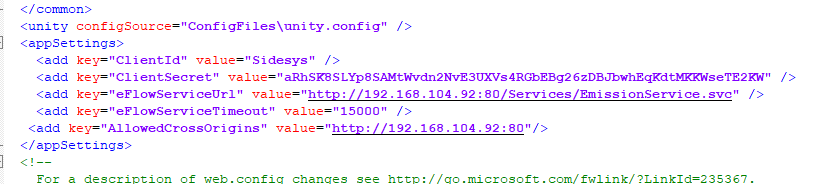 </common>
<unity configSource="ConfigFiles\unity.config" />
<appSettings>
<add key="ClientId" value="Sidesys" />
<add key="ClientSecret" value="aRhSK8SLYp8SAMtWvdn2NvE3UXVs4RGbEBg26zDBJbwhEqKdtMKKWseTE2KW" />
<add key="eFlowServiceUrl" value="http://192.168.104.92:80/Services/EmissionService.svc" />
<add key="eFlowServiceTimeout" value="15000" />
<add key="AllowedCrossOrigins" value="http://192.168.104.92:80"/>
</appSettings>
<!--
For a description of web.config changes see http://go.microsoft.com/fwlink/?LinkId=235367.